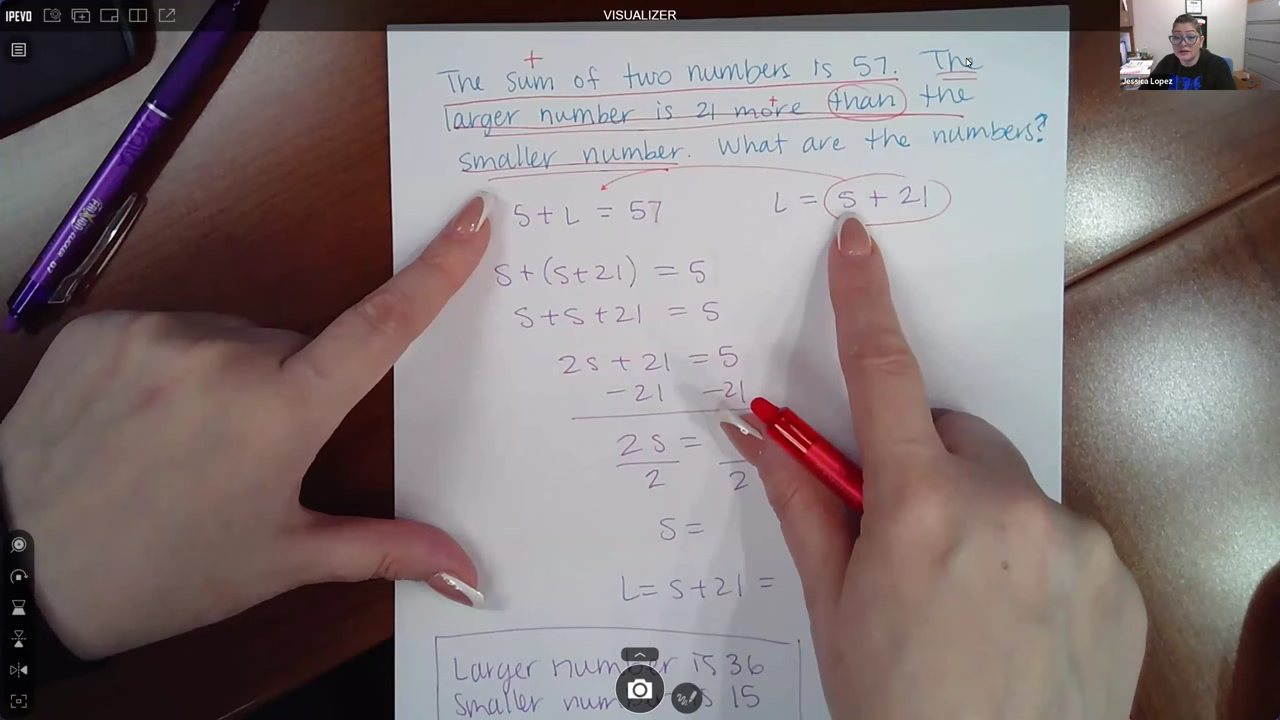 IPEVO
VISUALIZER
Jessica Lopez
+
The sum of two numbers is 57. The
+
larger number is 21 more than the
smaller number. What are the numbers?
S + L = 57
L = S + 21
S + (S + 21) = 5
S + S + 21 = 5
2S + 21 = 5
- 21 - 21
2S =
2 2
S =
L = S + 21 =
Larger number is 36
Smaller 15